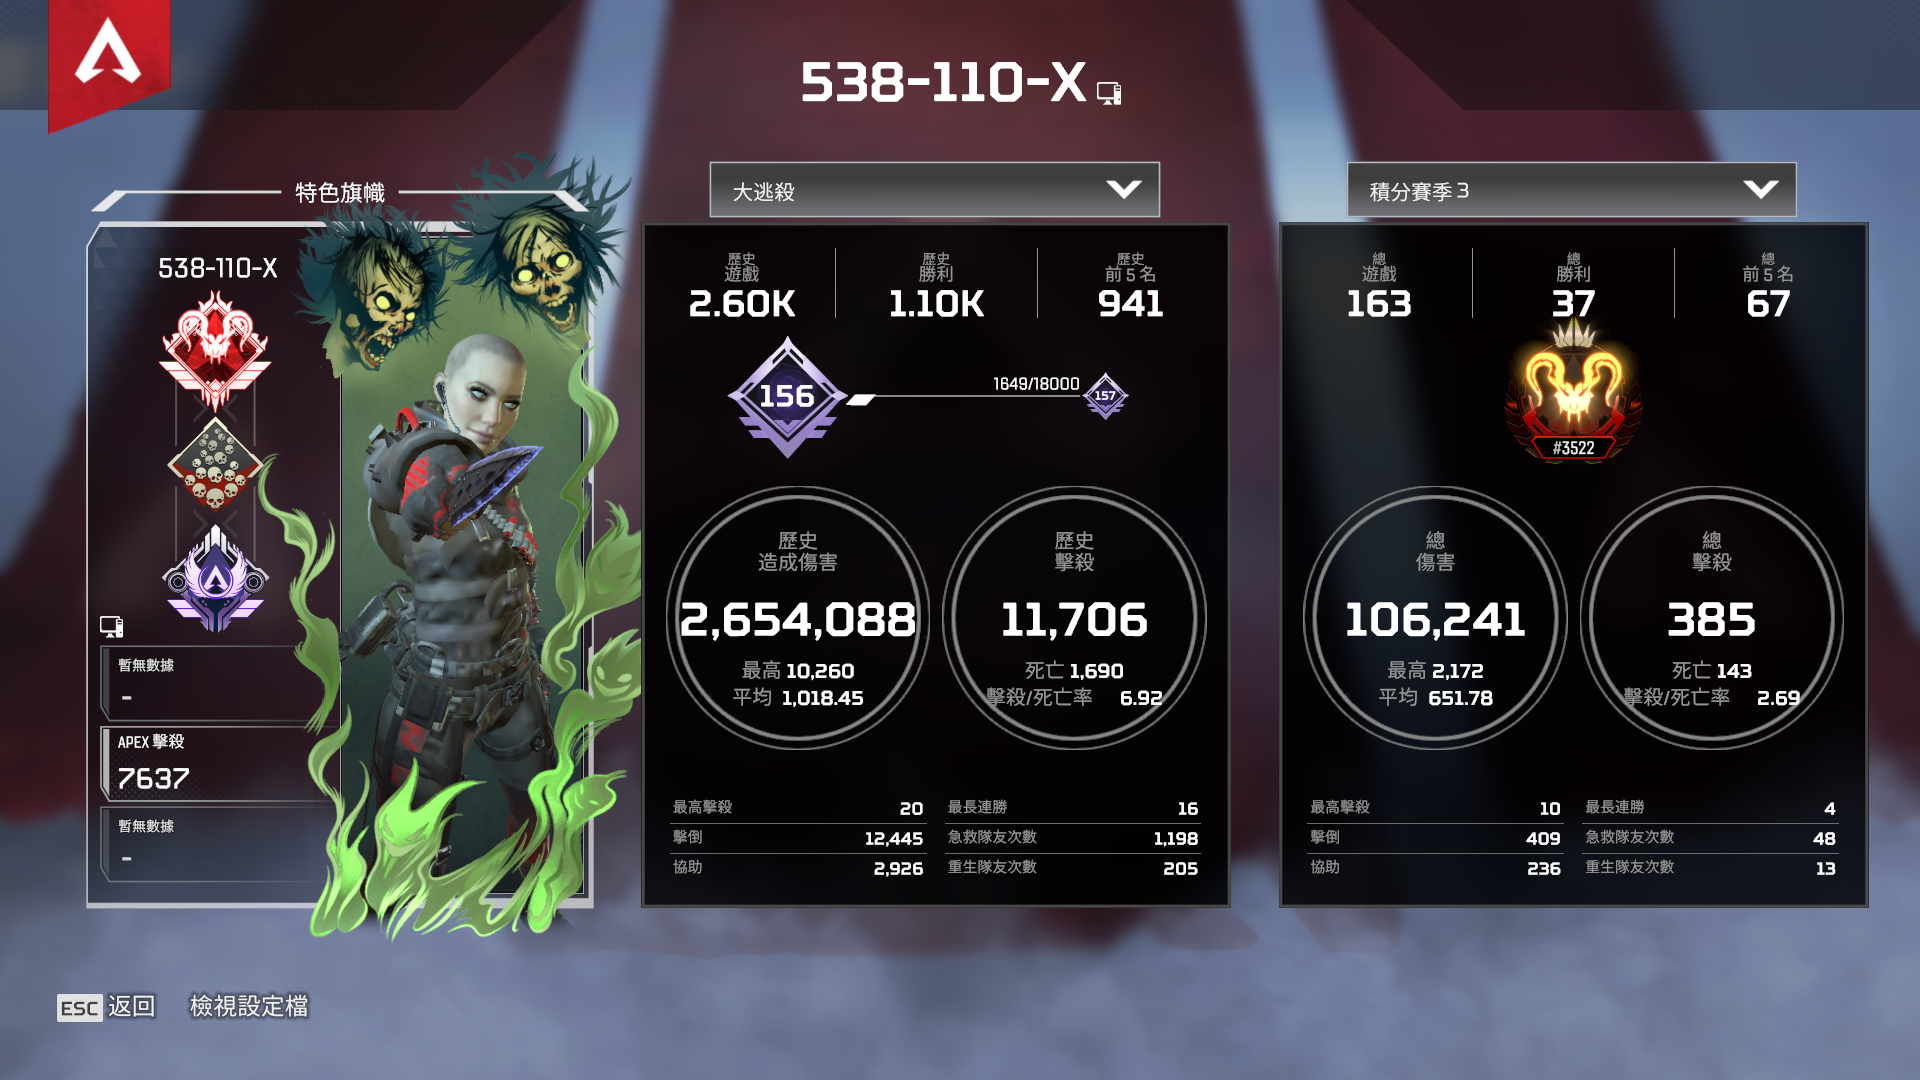 538-110-X
特色旗幟
538-110-X
暫無數據
-
APEX 擊殺
7637
暫無數據
-
大逃殺
歷史
遊戲
2.60K
歷史
勝利
1.10K
歷史
前 5 名
941
156
1649/18000
157
歷史
造成傷害
2,654,088
最高 10,260
平均 1,018.45
歷史
擊殺
11,706
死亡 1,690
擊殺/死亡率 6.92
最高擊殺 20
擊倒 12,445
協助 2,926
最長連勝 16
急救隊友次數 1,198
重生隊友次數 205
積分賽季 3
總
遊戲
163
總
勝利
37
總
前 5 名
67
#3522
總
傷害
106,241
最高 2,172
平均 651.78
總
擊殺
385
死亡 143
擊殺/死亡率 2.69
最高擊殺 10
擊倒 409
協助 236
最長連勝 4
急救隊友次數 48
重生隊友次數 13
ESC 返回 檢視設定檔